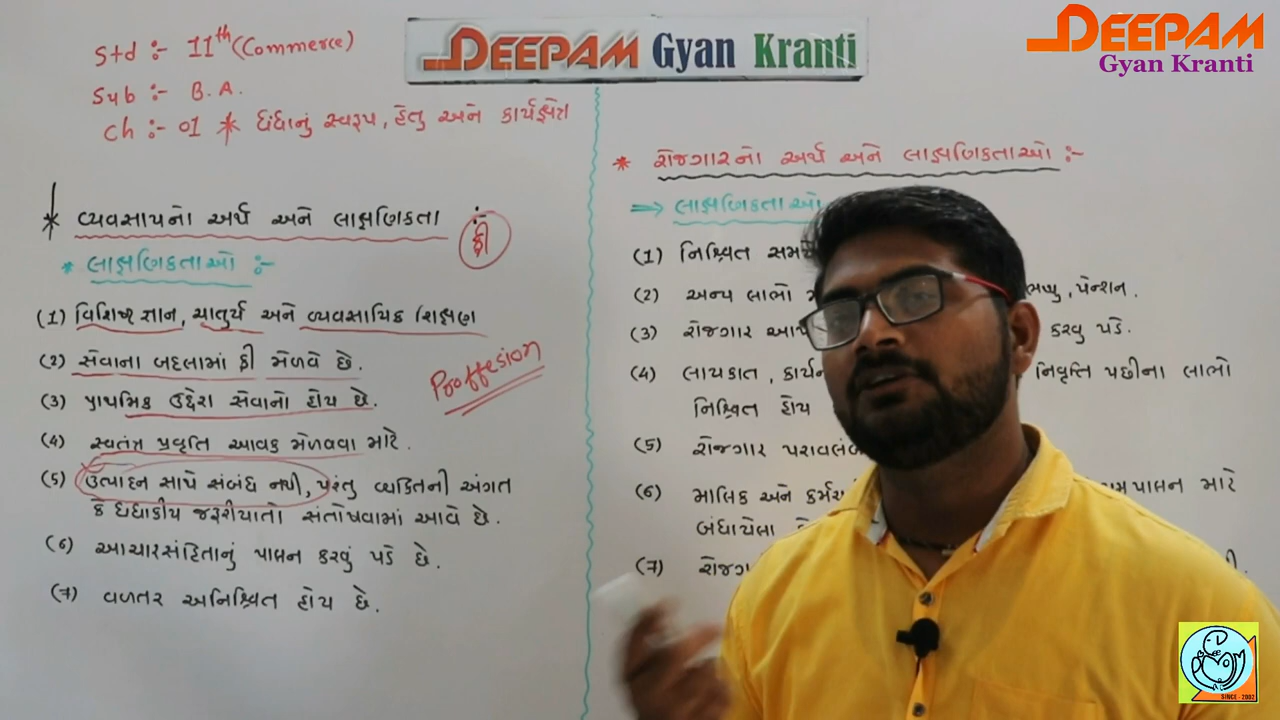 Std :- 11th (Commerce)
Sub :- B.A.
Ch :- 01 * ધંધાનું સ્વરૂપ, હેતુ અને કાર્યક્ષેત્ર
DEEPAM Gyan Kranti
DEEPAM
Gyan Kranti
* વ્યવસાયનો અર્થ અને લાક્ષણિકતા :-
ફી
* લાક્ષણિકતાઓ :-
(1) વિશિષ્ટ જ્ઞાન, ચાતુર્ય અને વ્યવસાયિક શિક્ષણ
(2) સેવાના બદલામાં ફી મેળવે છે.
Proffesion
(3) પ્રાથમિક ઉદ્દેશ સેવાનો હોય છે.
(4) સ્વતંત્ર પ્રવૃતિ આવક મેળવવા માટે.
(5) ઉત્પાદન સાથે સંબંધ નથી, પરંતુ વ્યકિતની અંગત
કે ધંધાકીય જરૂરીયાતો સંતોષવામાં આવે છે.
(6) આચારસંહિતાનું પાલન કરવું પડે છે.
(7) વળતર અનિશ્ચિત હોય છે.
* રોજગારનો અર્થ અને લાક્ષણિકતાઓ :-
⇒ લાક્ષણિકતાઓ
(1) નિશ્ચિત
(2) અન્ય લાભો પેન્શન.
(3) રોજગાર કરવુ પડે.
(4) લાયકાત, નિવૃત્તિ પછીના લાભો
નિશ્ચિત હોય
(5) રોજગાર
(6) માલિક અને માટે
બંધાયેલા
(7)
SINCE - 2002